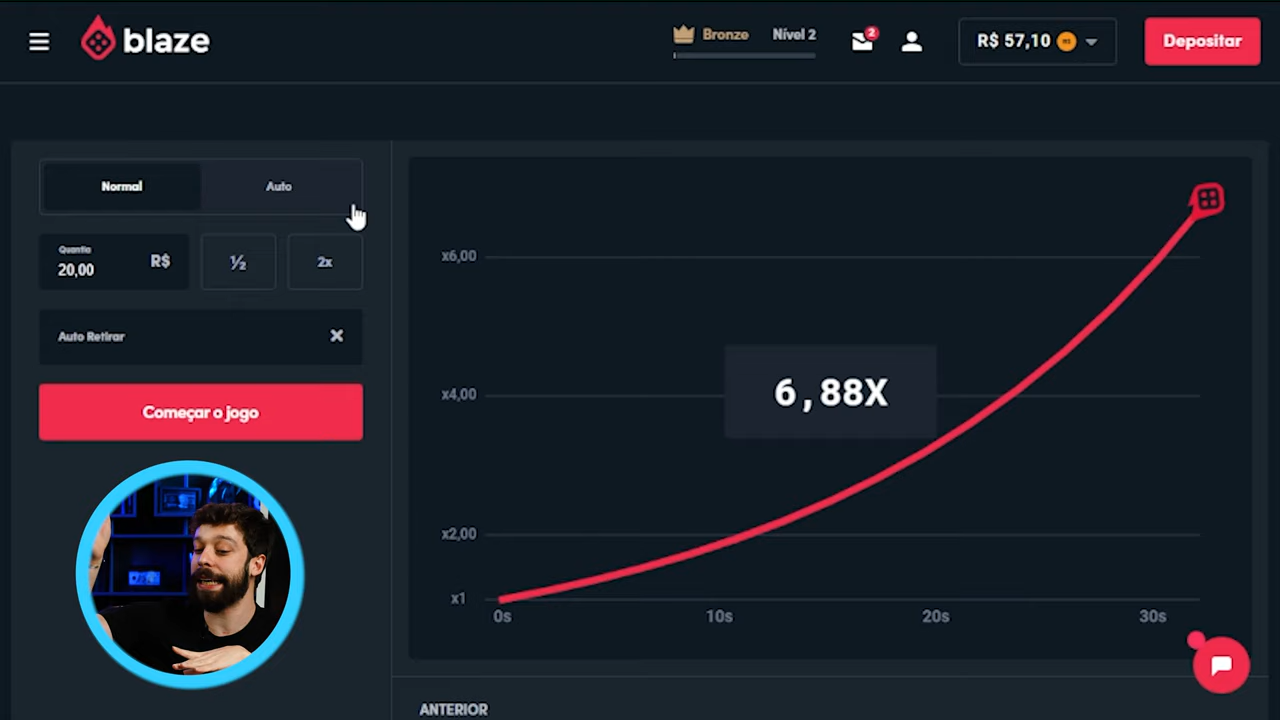 blaze
Bronze Nível 2
2
R$ 57,10
Depositar
Normal Auto
Quantia
20,00 R$ ½ 2x
Auto Retirar
Começar o jogo
x6,00
x4,00
x2,00
x1
6,88X
0s 10s 20s 30s
ANTERIOR